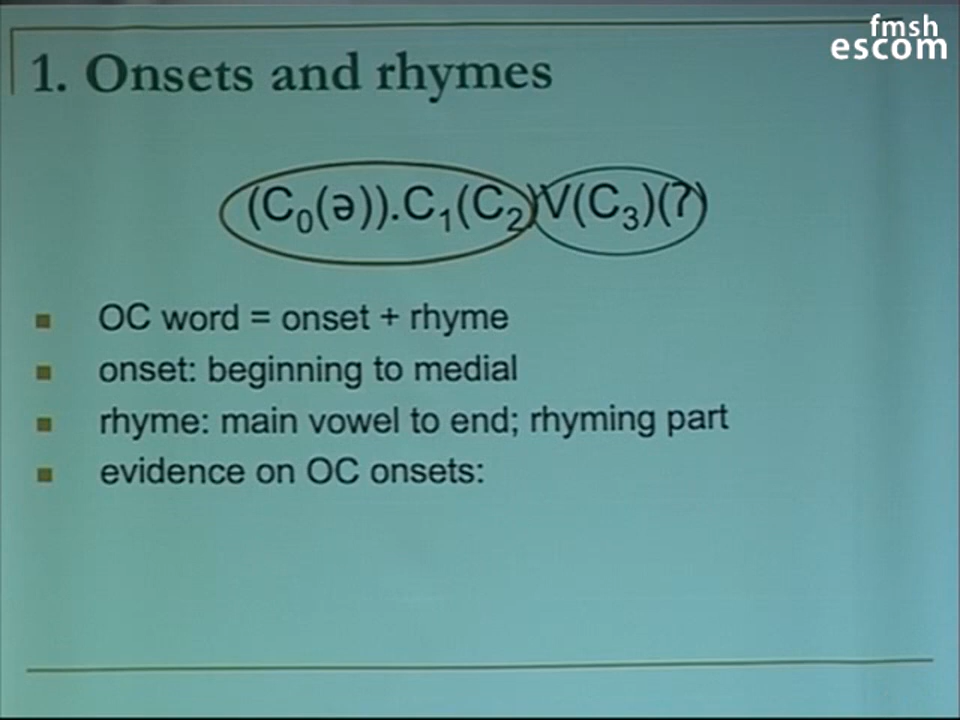 fmsh
escom
1. Onsets and rhymes
(C₀(ə)).C₁(C₂)V(C₃)(ʔ)
OC word = onset + rhyme
onset: beginning to medial
rhyme: main vowel to end; rhyming part
evidence on OC onsets: